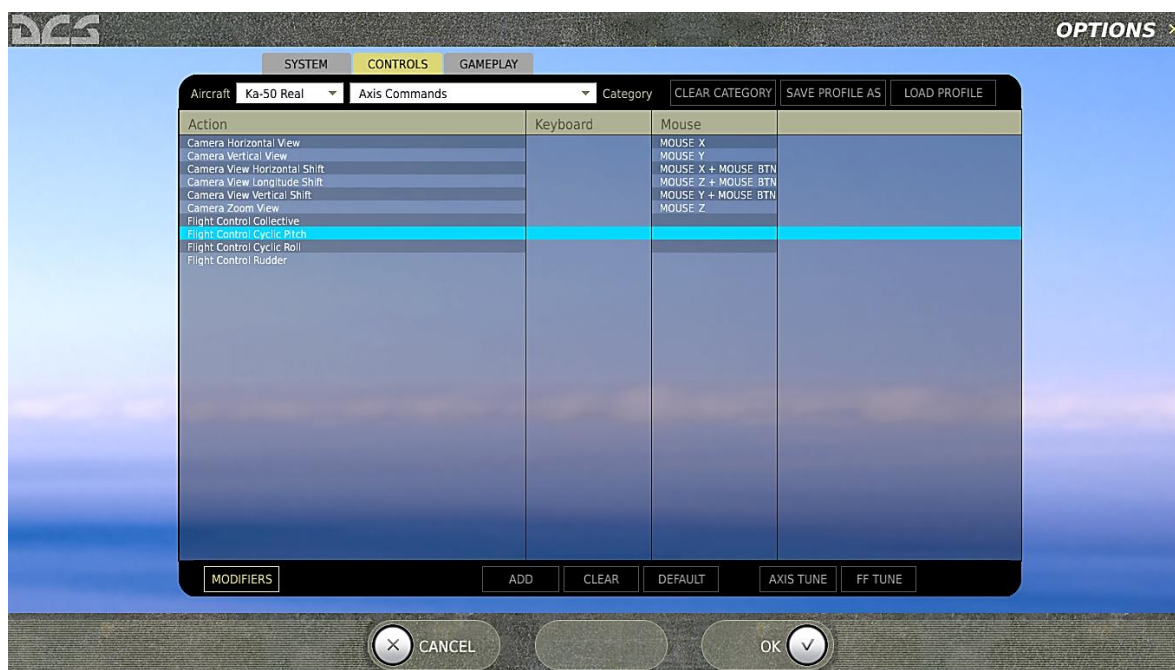 DCS
OPTIONS
SYSTEM CONTROLS GAMEPLAY
Aircraft Ka-50 Real Axis Commands Category CLEAR CATEGORY SAVE PROFILE AS LOAD PROFILE
Action Keyboard Mouse
Camera Horizontal View MOUSE X
Camera Vertical View MOUSE Y
Camera View Horizontal Shift MOUSE X + MOUSE BTN
Camera View Longitude Shift MOUSE Z + MOUSE BTN
Camera View Vertical Shift MOUSE Y + MOUSE BTN
Camera Zoom View MOUSE Z
Flight Control Collective
Flight Control Cyclic Pitch
Flight Control Cyclic Roll
Flight Control Rudder
MODIFIERS ADD CLEAR DEFAULT AXIS TUNE FF TUNE
CANCEL OK